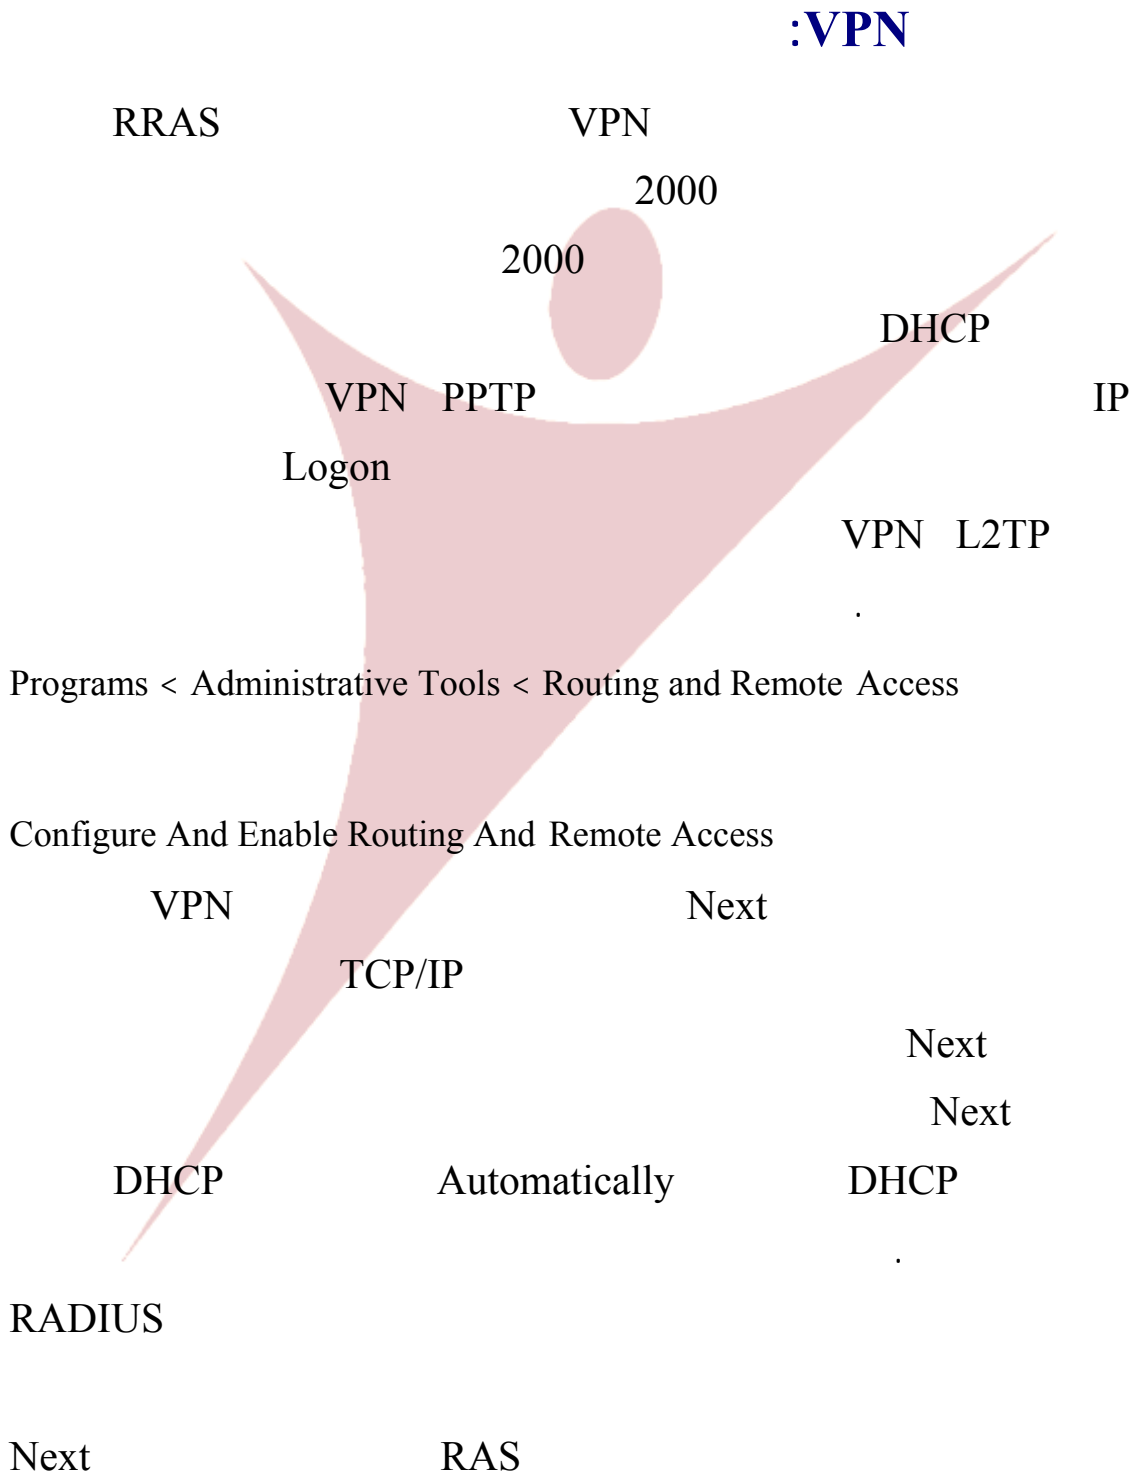 :VPN
RRAS VPN
2000
2000
DHCP
VPN PPTP IP
Logon
VPN L2TP
.
Programs < Administrative Tools < Routing and Remote Access
Configure And Enable Routing And Remote Access
VPN Next
TCP/IP
Next
Next
DHCP Automatically DHCP
.
RADIUS
Next RAS